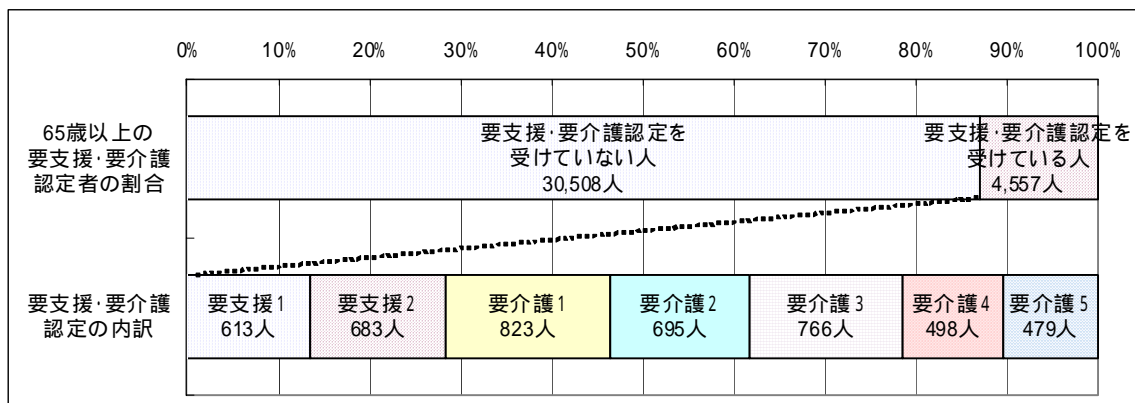 0% 10% 20% 30% 40% 50% 60% 70% 80% 90% 100%
65歳以上の
要支援・要介護
認定者の割合
要支援・要介護認定を
受けていない人
30,508人
要支援・要介護認定を
受けている人
4,557人
要支援・要介護
認定の内訳
要支援1
613人
要支援2
683人
要介護1
823人
要介護2
695人
要介護3
766人
要介護4
498人
要介護5
479人